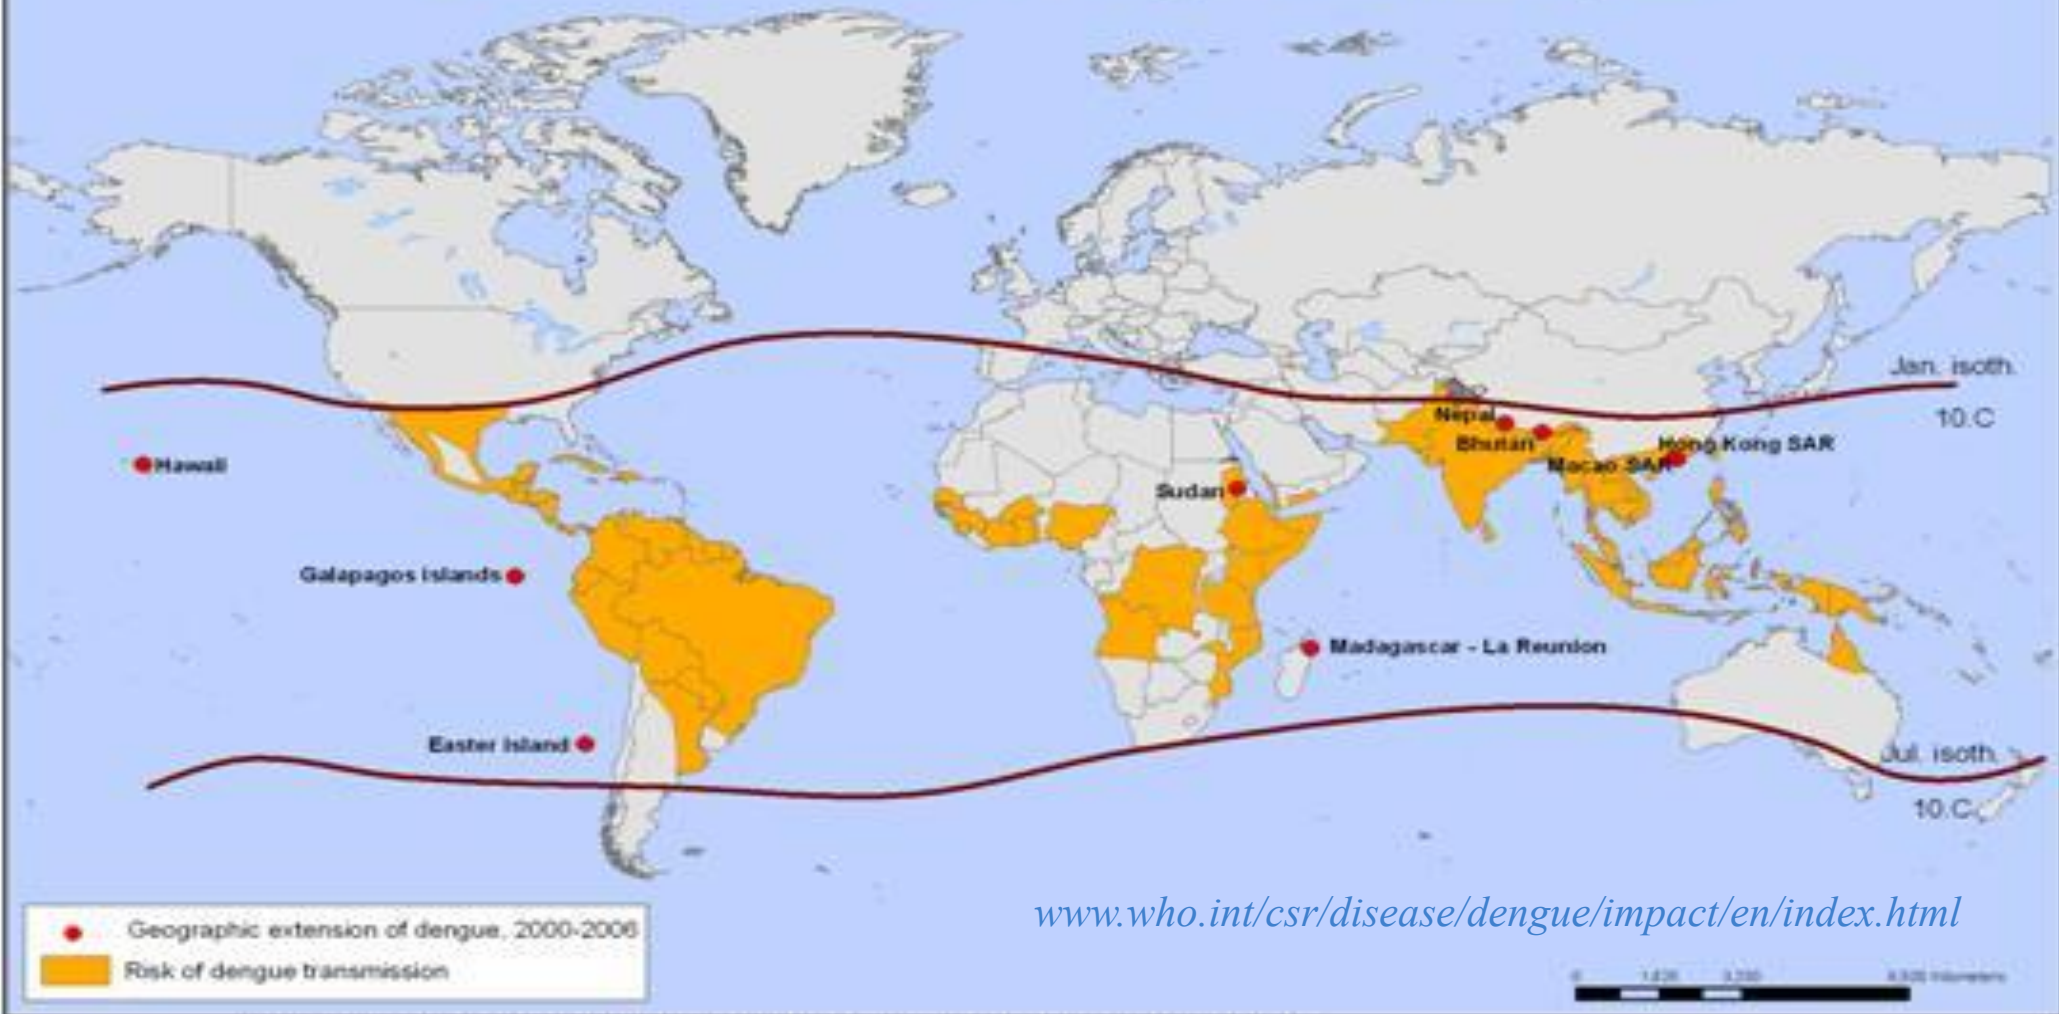 Jan. isoth.
10.C
Nepal
Bhutan
Hong Kong SAR
Macao SAR
Hawaii
Sudan
Galapagos Islands
Madagascar - La Reunion
Easter Island
Jul. isoth.
10.C
www.who.int/csr/disease/dengue/impact/en/index.html
Geographic extension of dengue, 2000-2006
Risk of dengue transmission
0